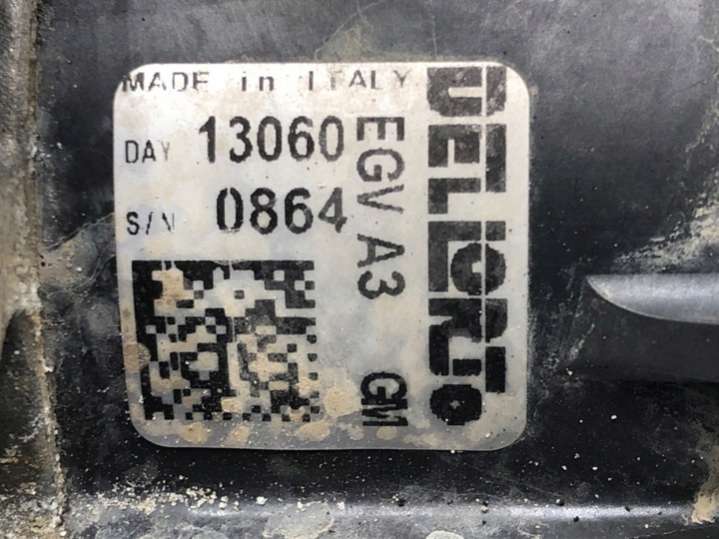 MADE in ITALY
DAY 13060
S/N 0864
EGV A3 GM
DELLORTO